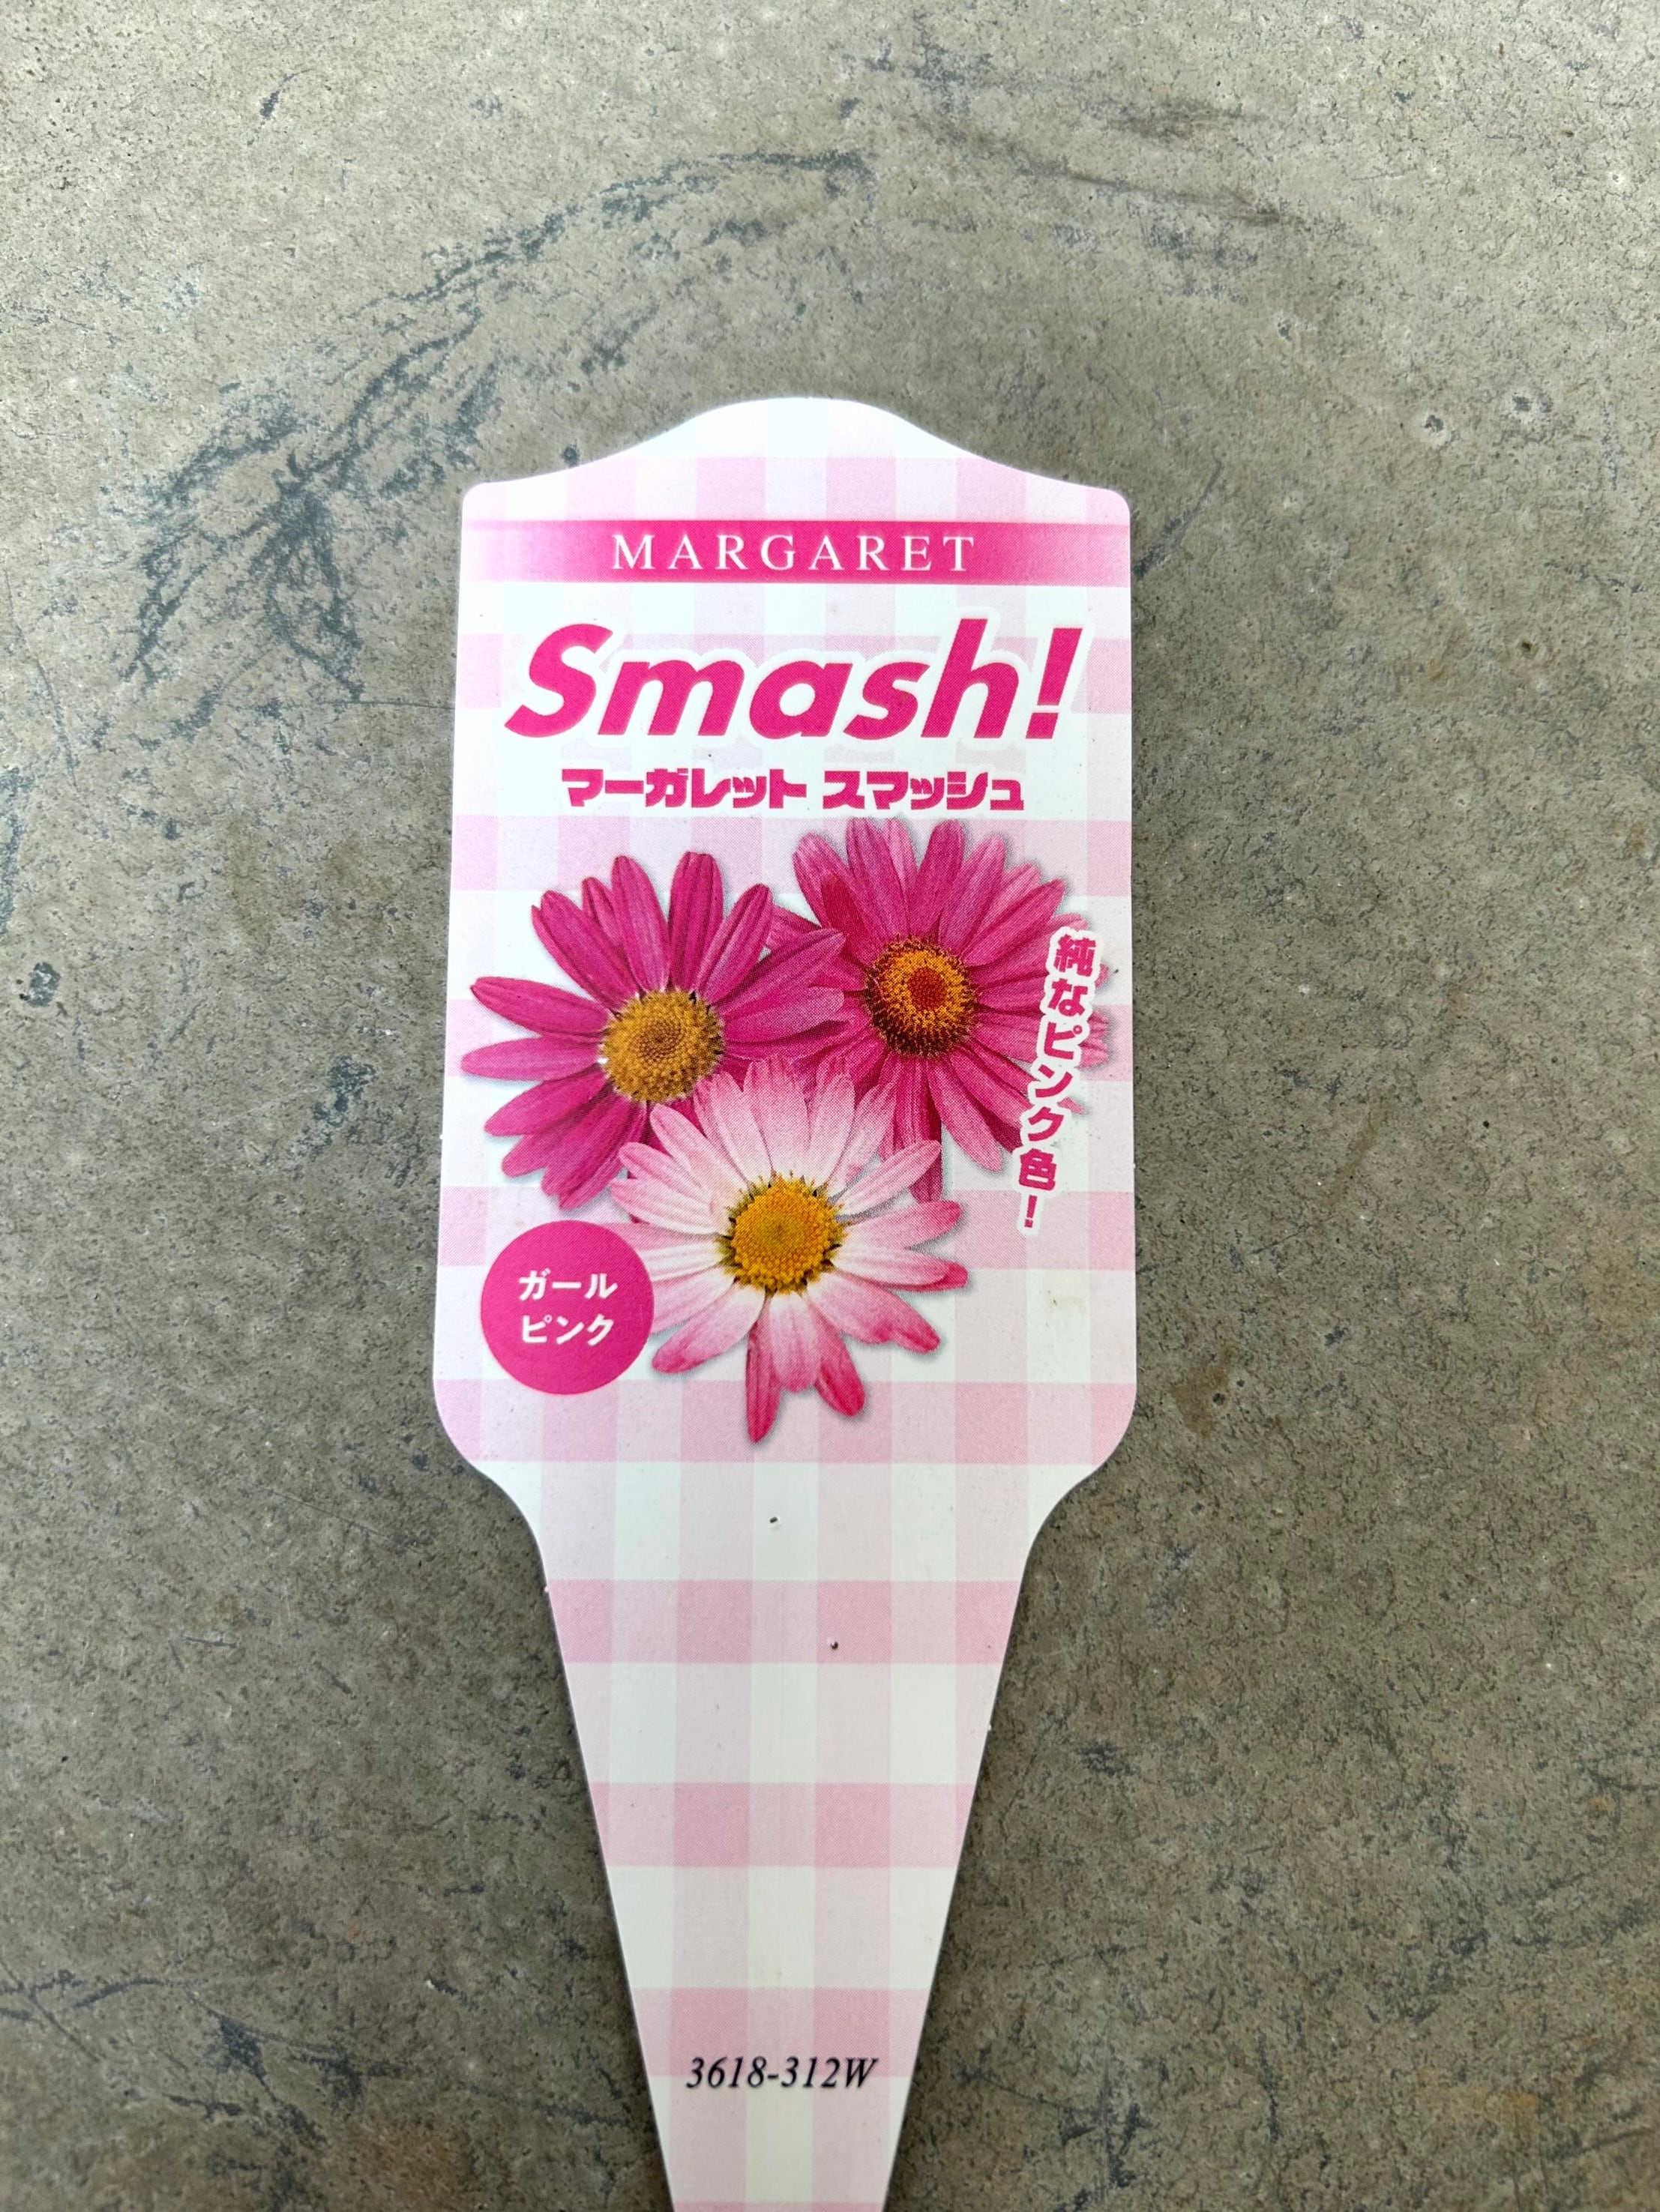 MARGARET
Smash!
マーガレット スマッシュ
純なピンク色!
ガール
ピンク
3618-312W